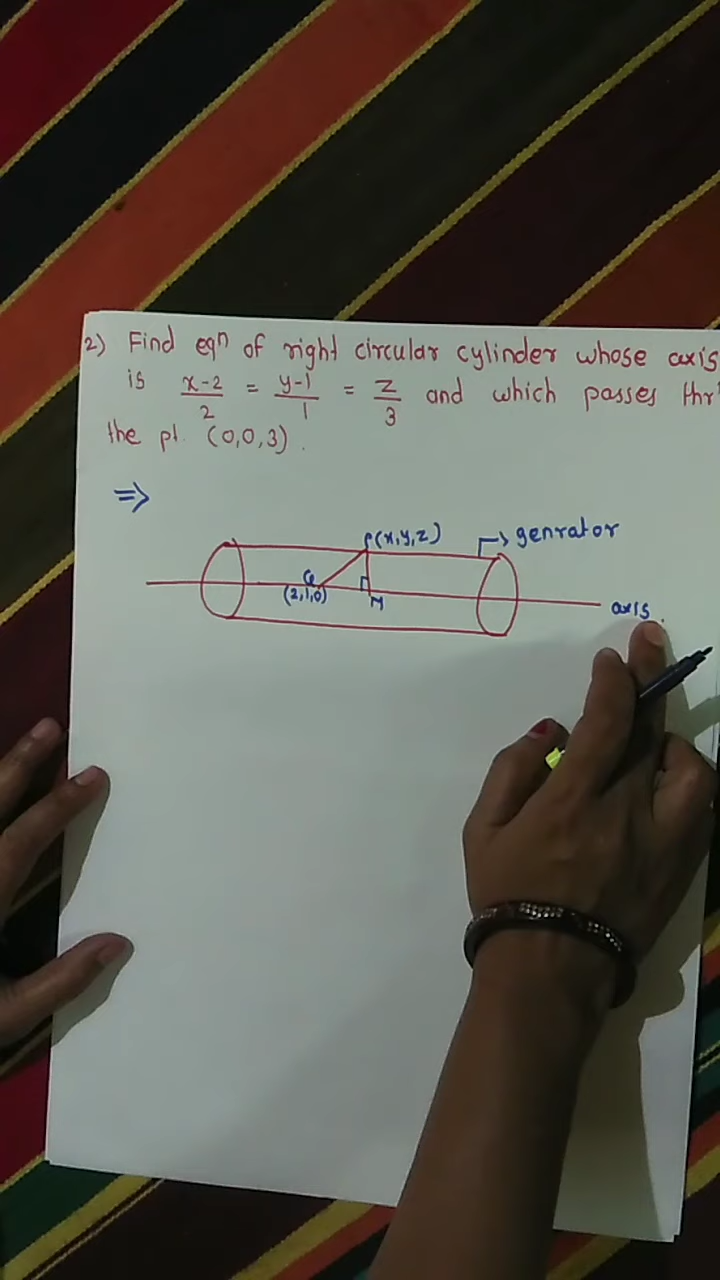 2) Find eqⁿ of right circular cylinder whose axis
is x-2/2 = y-1/1 = z/3 and which passes thr
the pt. (0,0,3).
⇒
P(x,y,z)
→ genrator
Q
(2,1,0)
M
axis.